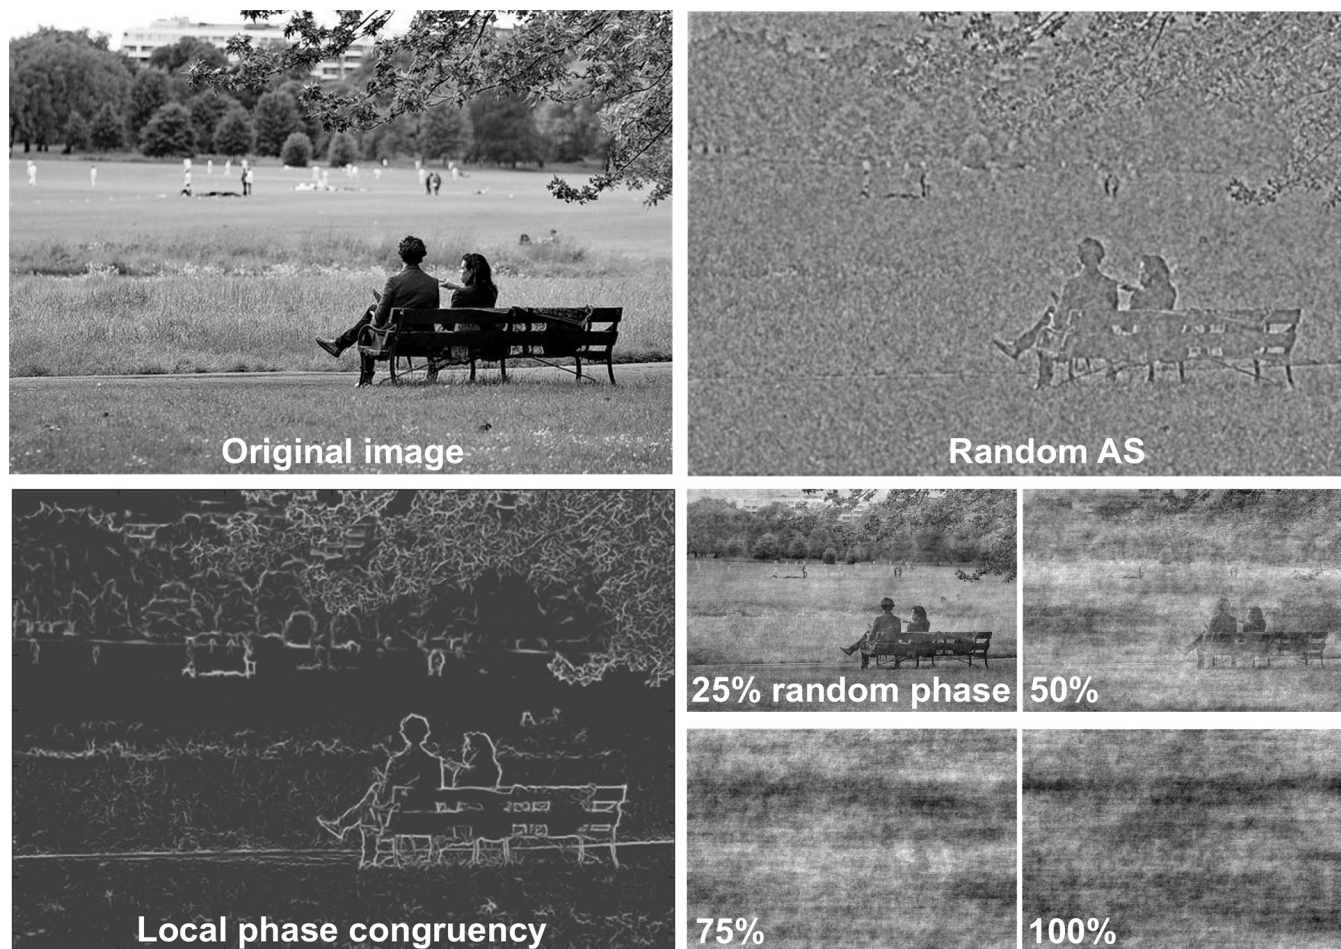 Original image
Random AS
Local phase congruency
25% random phase
50%
75%
100%